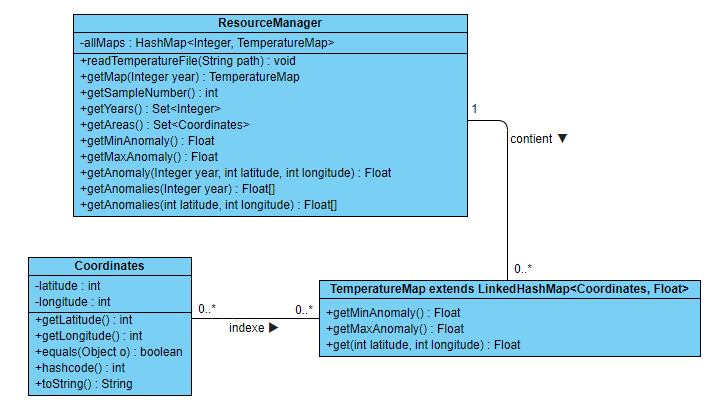 ResourceManager
-allMaps : HashMap<Integer, TemperatureMap>
+readTemperatureFile(String path) : void
+getMap(Integer year) : TemperatureMap
+getSampleNumber() : int
+getYears() : Set<Integer>
+getAreas() : Set<Coordinates>
+getMinAnomaly() : Float
+getMaxAnomaly() : Float
+getAnomaly(Integer year, int latitude, int longitude) : Float
+getAnomalies(Integer year) : Float[]
+getAnomalies(int latitude, int longitude) : Float[]
1
contient ▼
0..*
Coordinates
-latitude : int
-longitude : int
+getLatitude() : int
+getLongitude() : int
+equals(Object o) : boolean
+hashcode() : int
+toString() : String
0..*
indexe ▶
0..*
TemperatureMap extends LinkedHashMap<Coordinates, Float>
+getMinAnomaly() : Float
+getMaxAnomaly() : Float
+get(int latitude, int longitude) : Float